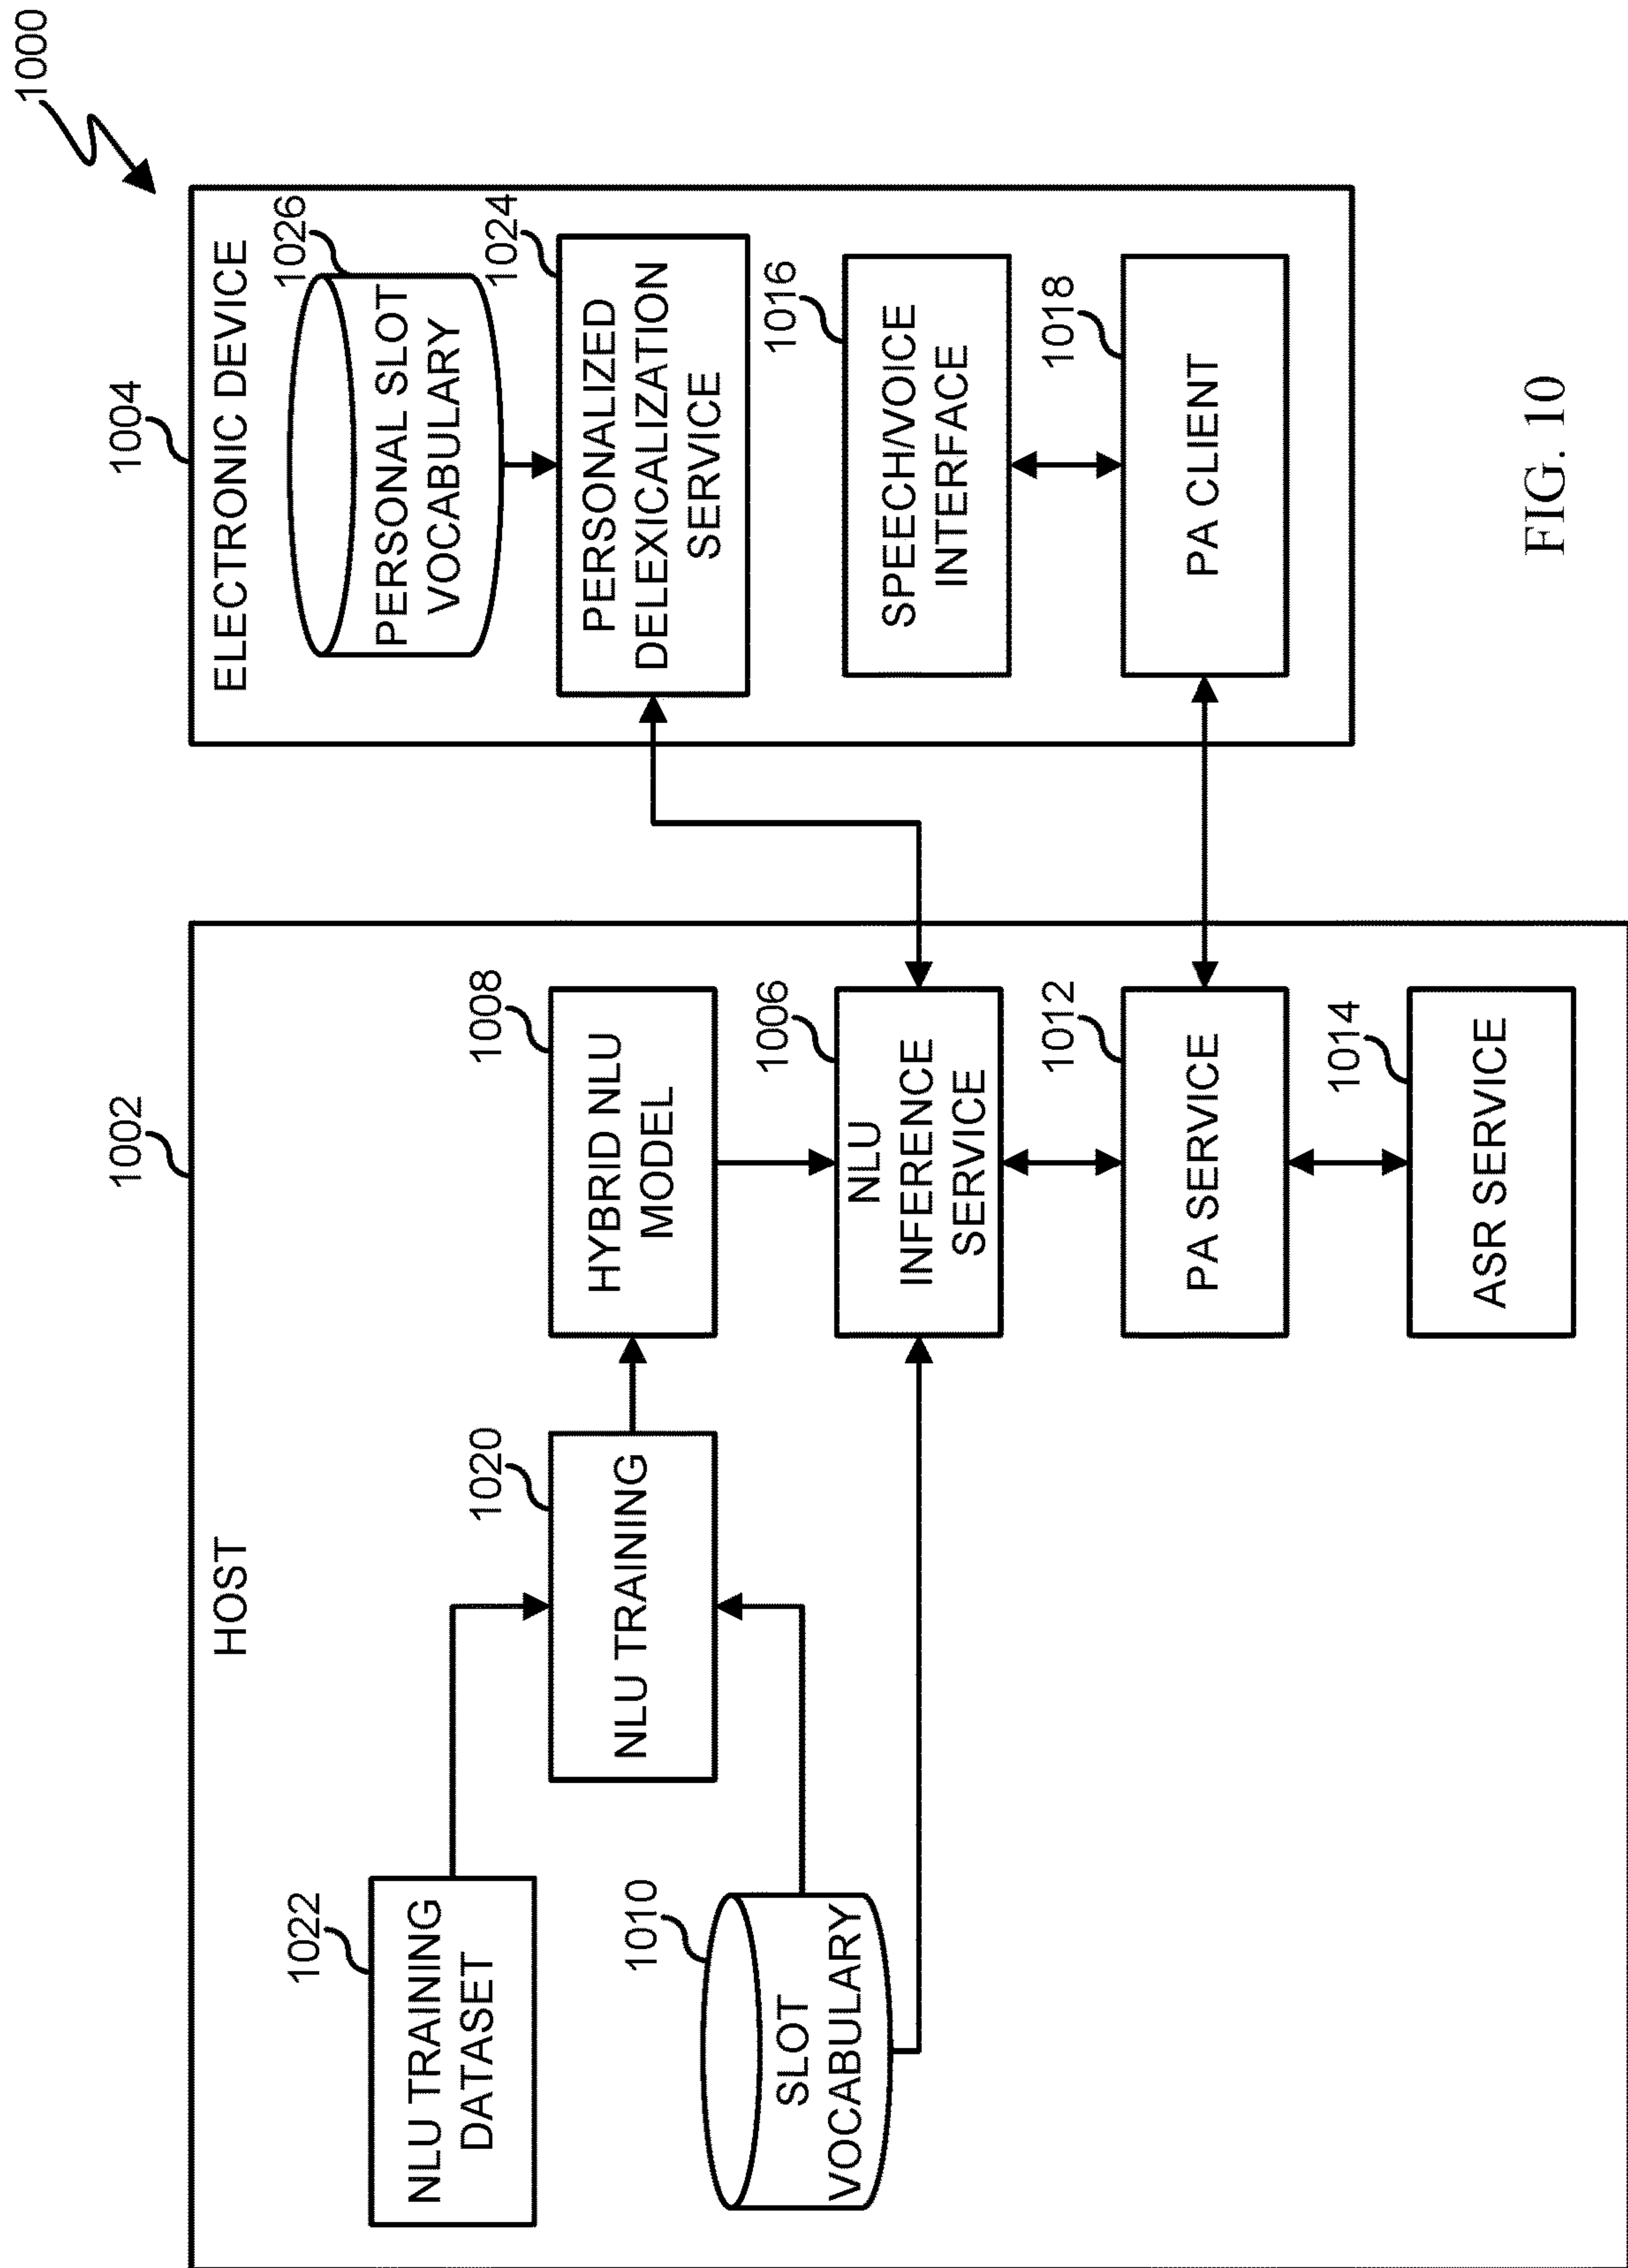 1000
1002
HOST
1022
NLU TRAINING
DATASET
1020
NLU TRAINING
1008
HYBRID NLU
MODEL
1010
SLOT
VOCABULARY
1006
NLU
INFERENCE
SERVICE
1012
PA SERVICE
1014
ASR SERVICE
1004
ELECTRONIC DEVICE
1026
PERSONAL SLOT
VOCABULARY
1024
PERSONALIZED
DELEXICALIZATION
SERVICE
1016
SPEECH/VOICE
INTERFACE
1018
PA CLIENT
FIG. 10